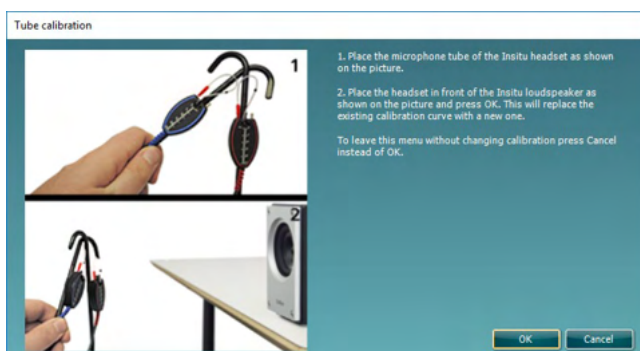 Tube calibration
1
1. Place the microphone tube of the Insitu headset as shown
on the picture.
2. Place the headset in front of the Insitu loudspeaker as
shown on the picture and press OK. This will replace the
existing calibration curve with a new one.
To leave this menu without changing calibration press Cancel
instead of OK.
2
OK
Cancel